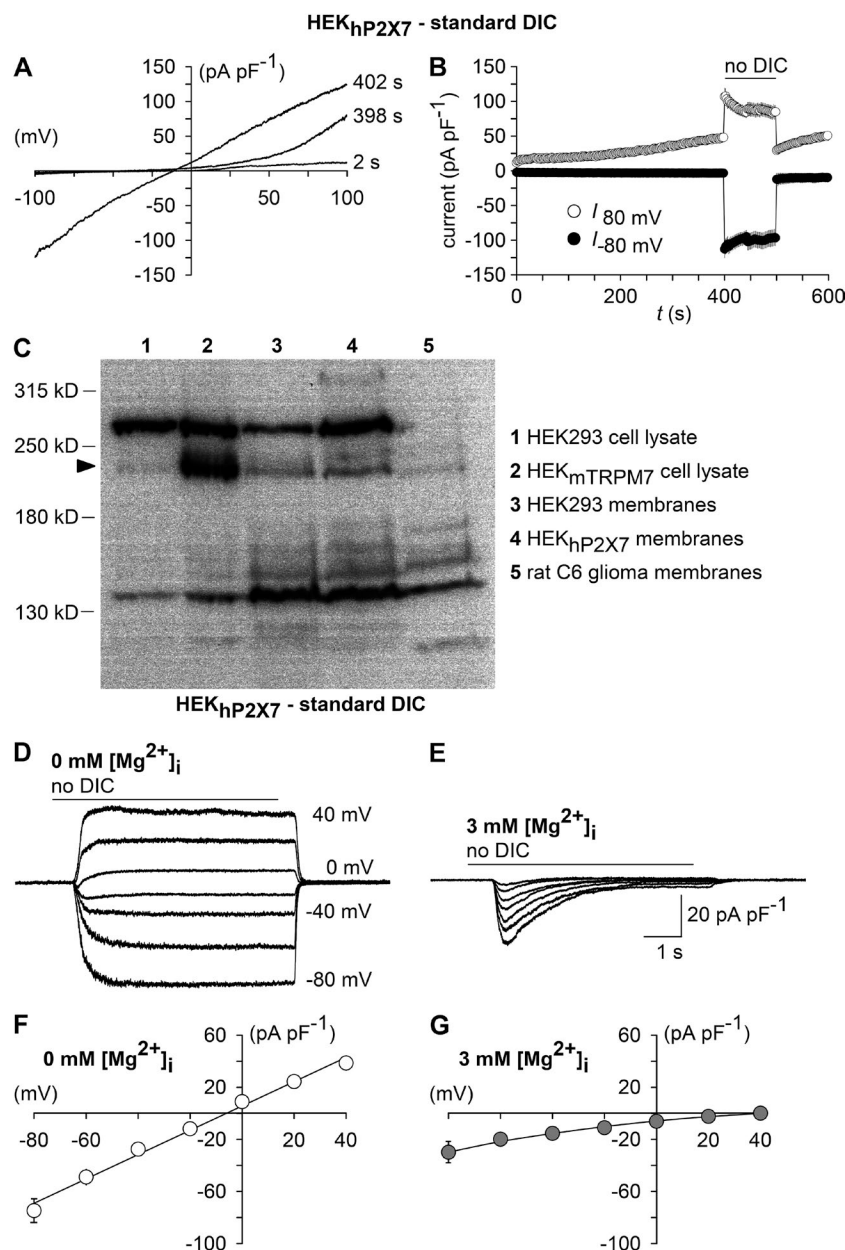 HEKhP2X7 - standard DIC
A
150
(pA pF-1)
100
50
(mV)
402 s
398 s
2 s
-100
50
100
-50
-100
-150
B
no DIC
150
100
50
0
-50
-100
-150
current (pA pF-1)
I 80 mV
I-80 mV
0
200
400
600
t (s)
C
1 2 3 4 5
315 kD
250 kD
180 kD
130 kD
1 HEK293 cell lysate
2 HEKmTRPM7 cell lysate
3 HEK293 membranes
4 HEKhP2X7 membranes
5 rat C6 glioma membranes
HEKhP2X7 - standard DIC
D
0 mM [Mg2+]i
no DIC
40 mV
0 mV
-40 mV
-80 mV
E
3 mM [Mg2+]i
no DIC
20 pA pF-1
1 s
F
60
(pA pF-1)
0 mM [Mg2+]i
20
(mV)
-80 -60 -20 20 40
-20
-60
-100
G
60
(pA pF-1)
3 mM [Mg2+]i
20
(mV)
-80 -60 -20 20 40
-20
-60
-100